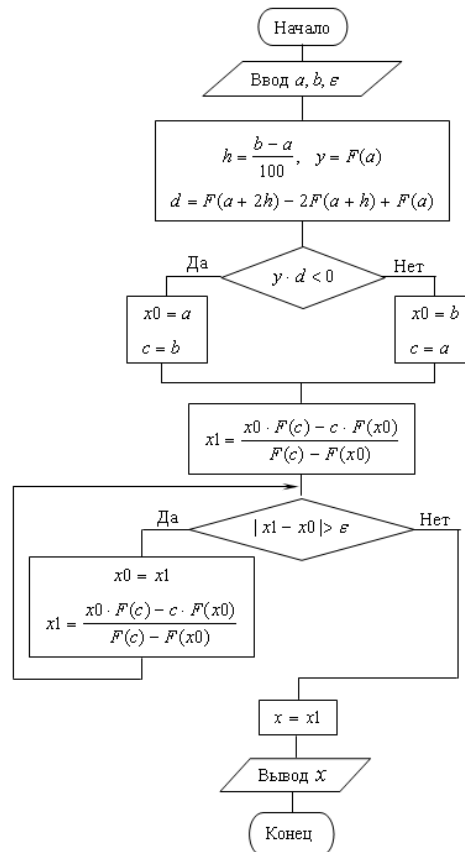 Начало
Ввод a, b, ε
h = (b − a)/100, y = F(a)
d = F(a + 2h) − 2F(a + h) + F(a)
Да
y · d < 0
Нет
x0 = a
c = b
x0 = b
c = a
x1 = (x0 · F(c) − c · F(x0))/(F(c) − F(x0))
Да
| x1 − x0 |> ε
Нет
x0 = x1
x1 = (x0 · F(c) − c · F(x0))/(F(c) − F(x0))
x = x1
Вывод x
Конец